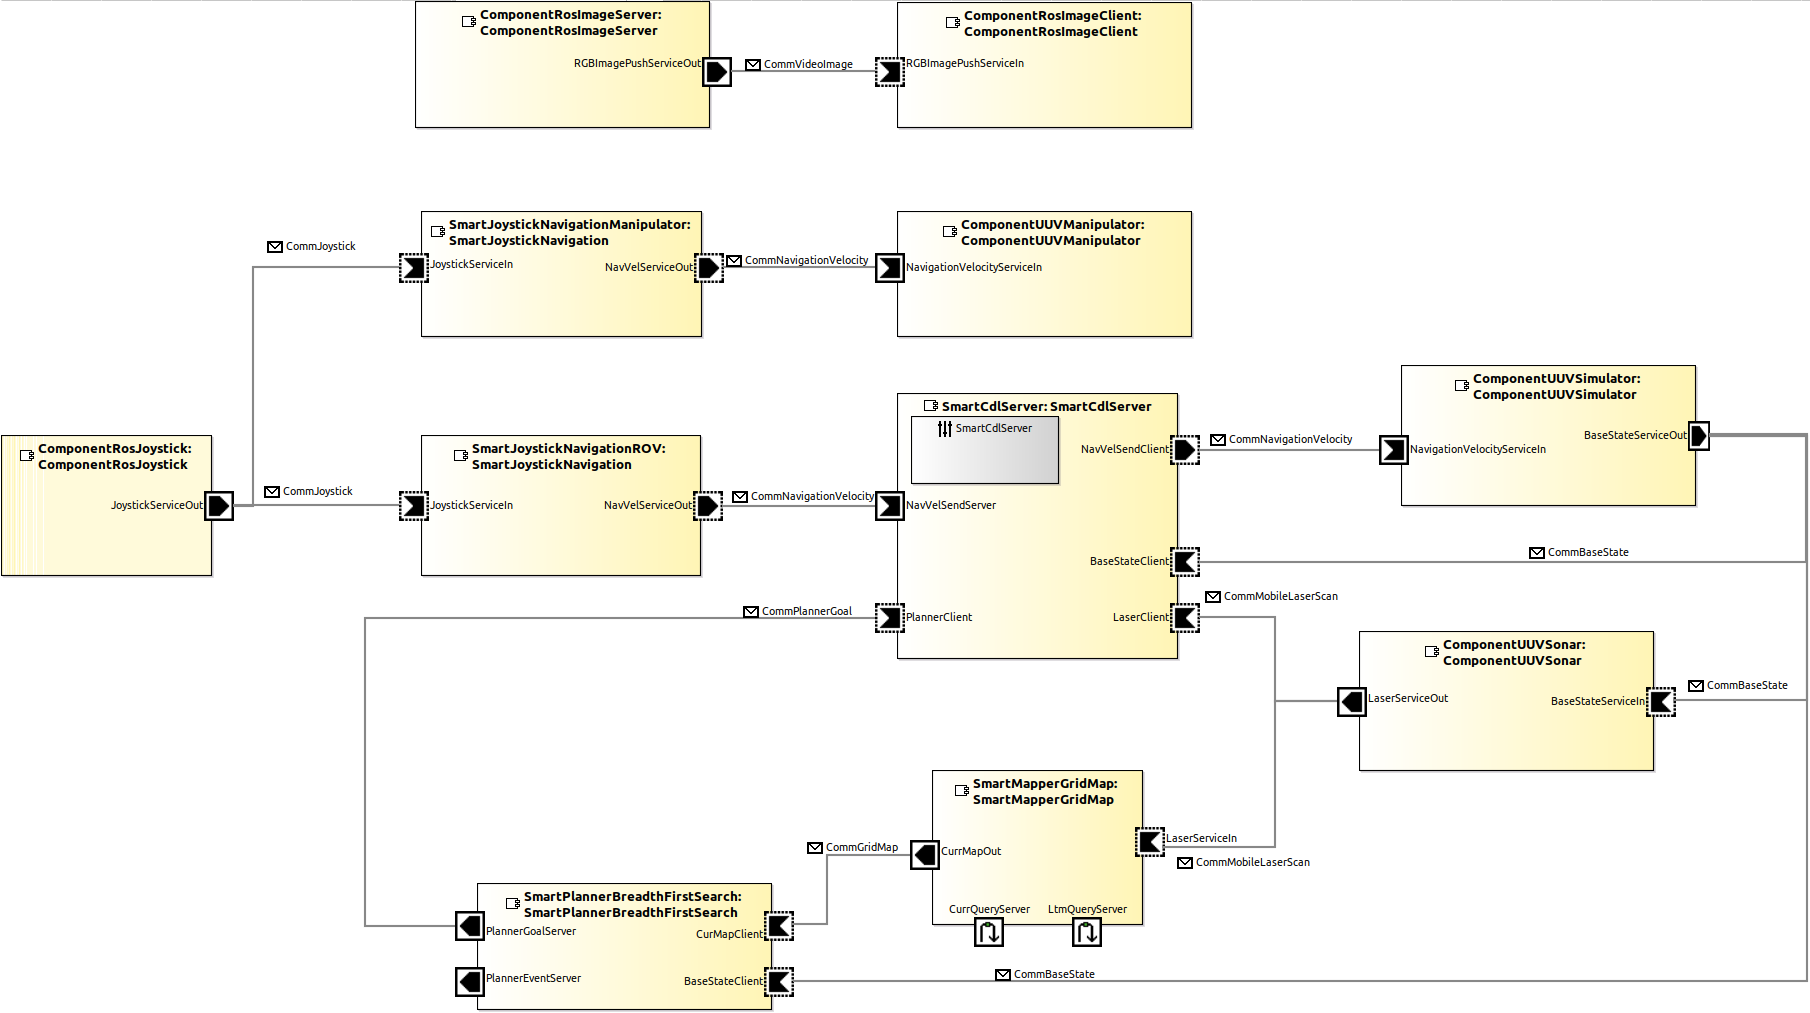 ComponentRosImageServer:
ComponentRosImageServer
RGBImagePushServiceOut
CommVideoImage
ComponentRosImageClient:
ComponentRosImageClient
RGBImagePushServiceIn
CommJoystick
SmartJoystickNavigationManipulator:
SmartJoystickNavigation
JoystickServiceIn
NavVelServiceOut
CommNavigationVelocity
ComponentUUVManipulator:
ComponentUUVManipulator
NavigationVelocityServiceIn
ComponentRosJoystick:
ComponentRosJoystick
JoystickServiceOut
CommJoystick
SmartJoystickNavigationROV:
SmartJoystickNavigation
JoystickServiceIn
NavVelServiceOut
CommNavigationVelocity
SmartCdlServer: SmartCdlServer
SmartCdlServer
NavVelSendClient
NavVelSendServer
BaseStateClient
PlannerClient
LaserClient
CommNavigationVelocity
ComponentUUVSimulator:
ComponentUUVSimulator
BaseStateServiceOut
NavigationVelocityServiceIn
CommBaseState
CommMobileLaserScan
CommPlannerGoal
ComponentUUVSonar:
ComponentUUVSonar
LaserServiceOut
BaseStateServiceIn
CommBaseState
SmartMapperGridMap:
SmartMapperGridMap
LaserServiceIn
CurrMapOut
CommMobileLaserScan
CurrQueryServer
LtmQueryServer
CommGridMap
SmartPlannerBreadthFirstSearch:
SmartPlannerBreadthFirstSearch
PlannerGoalServer
CurMapClient
PlannerEventServer
BaseStateClient
CommBaseState